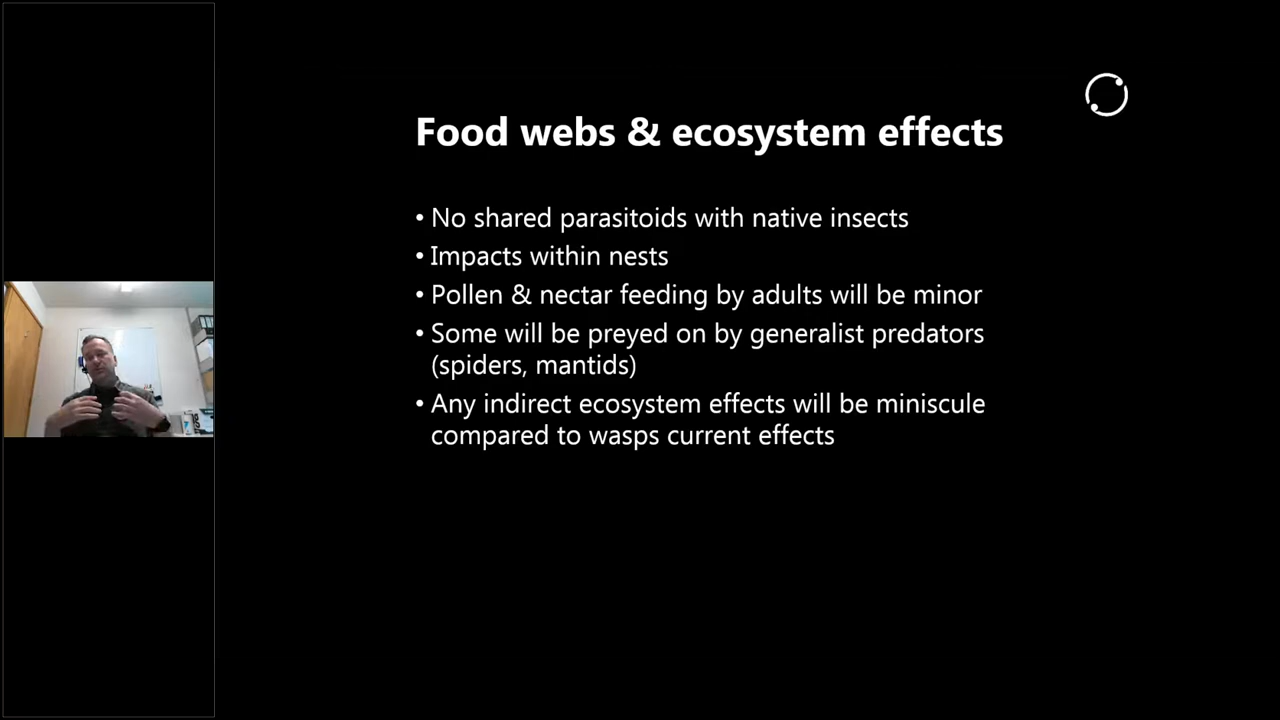 Food webs & ecosystem effects
• No shared parasitoids with native insects
• Impacts within nests
• Pollen & nectar feeding by adults will be minor
• Some will be preyed on by generalist predators
(spiders, mantids)
• Any indirect ecosystem effects will be miniscule
compared to wasps current effects